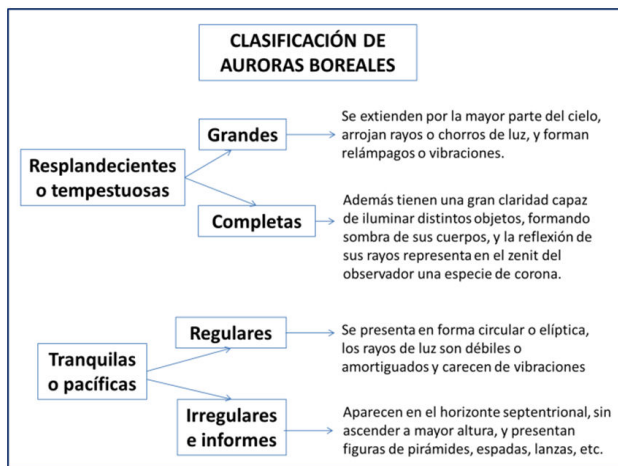 CLASIFICACIÓN DE
AURORAS BOREALES
Resplandecientes
o tempestuosas
Grandes
Se extienden por la mayor parte del cielo,
arrojan rayos o chorros de luz, y forman
relámpagos o vibraciones.
Completas
Además tienen una gran claridad capaz
de iluminar distintos objetos, formando
sombra de sus cuerpos, y la reflexión de
sus rayos representa en el zenit del
observador una especie de corona.
Tranquilas
o pacíficas
Regulares
Se presenta en forma circular o elíptica,
los rayos de luz son débiles o
amortiguados y carecen de vibraciones
Irregulares
e informes
Aparecen en el horizonte septentrional, sin
ascender a mayor altura, y presentan
figuras de pirámides, espadas, lanzas, etc.